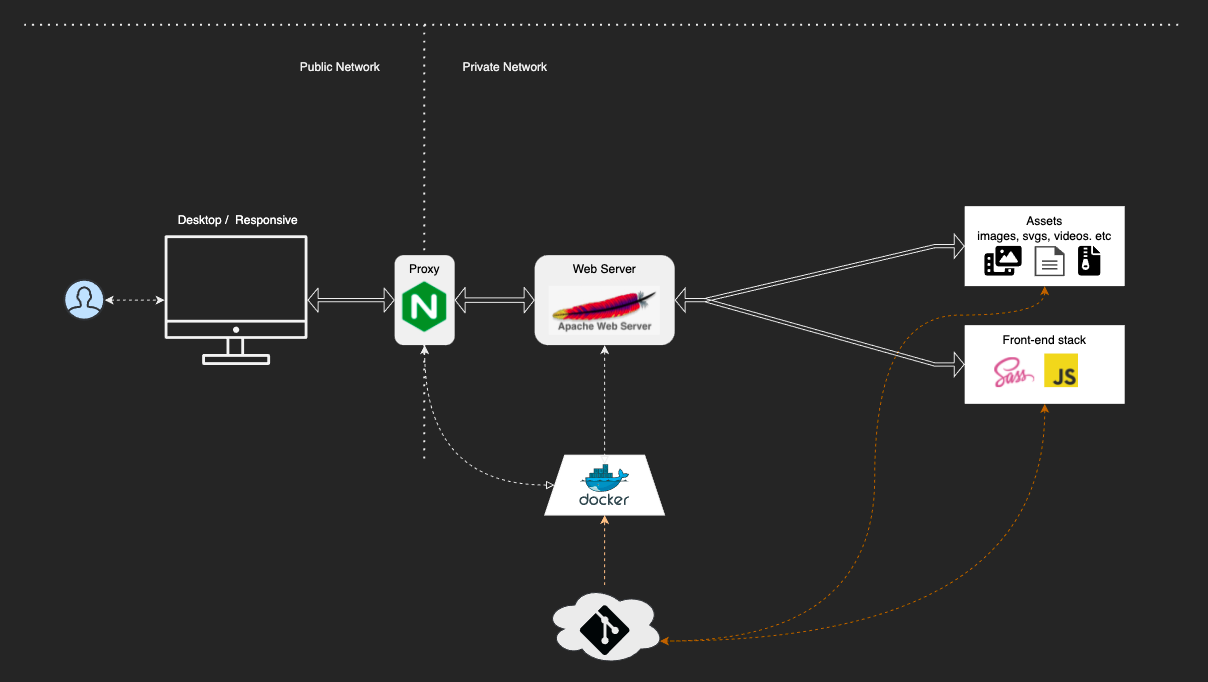 Public Network
Private Network
Desktop /  Responsive
Proxy
N
Web Server
Apache Web Server
Assets
images, svgs, videos. etc
Front-end stack
Sass
JS
docker